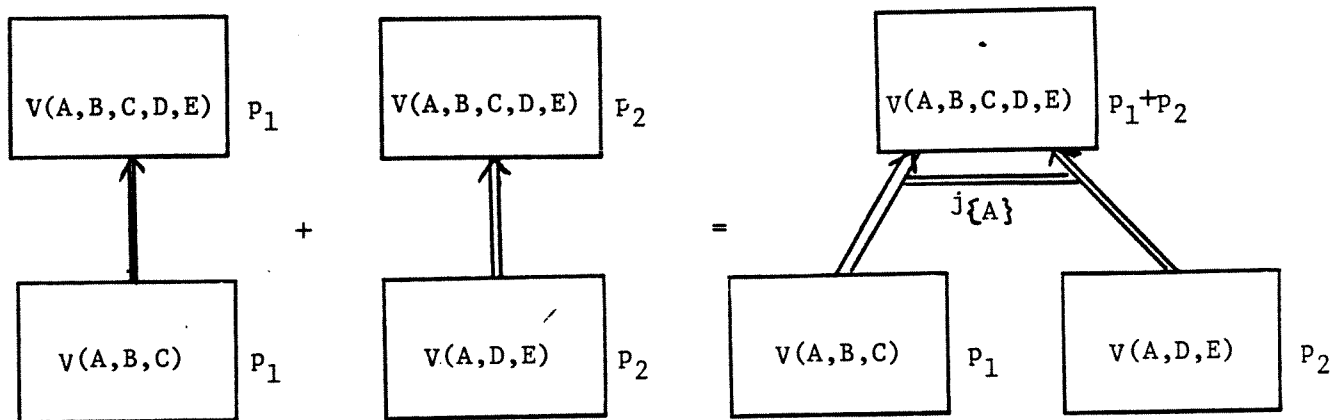 V(A,B,C,D,E) p₁ V(A,B,C,D,E) p₂ V(A,B,C,D,E) p₁+p₂
j{A}
+ =
V(A,B,C) p₁ V(A,D,E) p₂ V(A,B,C) p₁ V(A,D,E) p₂